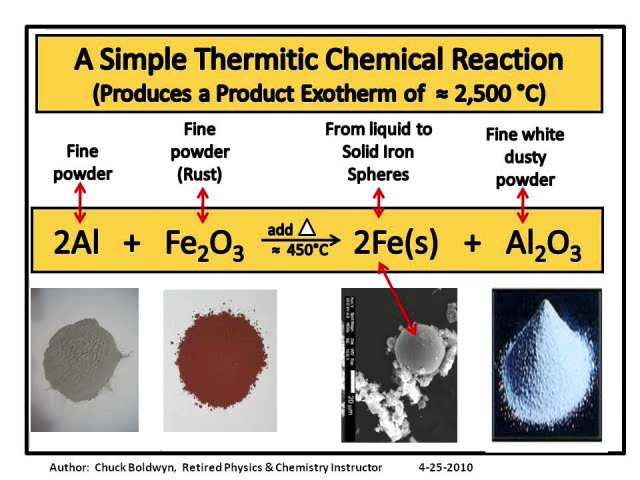 A Simple Thermitic Chemical Reaction
(Produces a Product Exotherm of ≈ 2,500 °C)
Fine
powder
Fine
powder
(Rust)
From liquid to
Solid Iron
Spheres
Fine white
dusty
powder
2Al + Fe₂O₃ add △ ≈ 450°C 2Fe(s) + Al₂O₃
20 µm
Author: Chuck Boldwyn, Retired Physics & Chemistry Instructor 4-25-2010